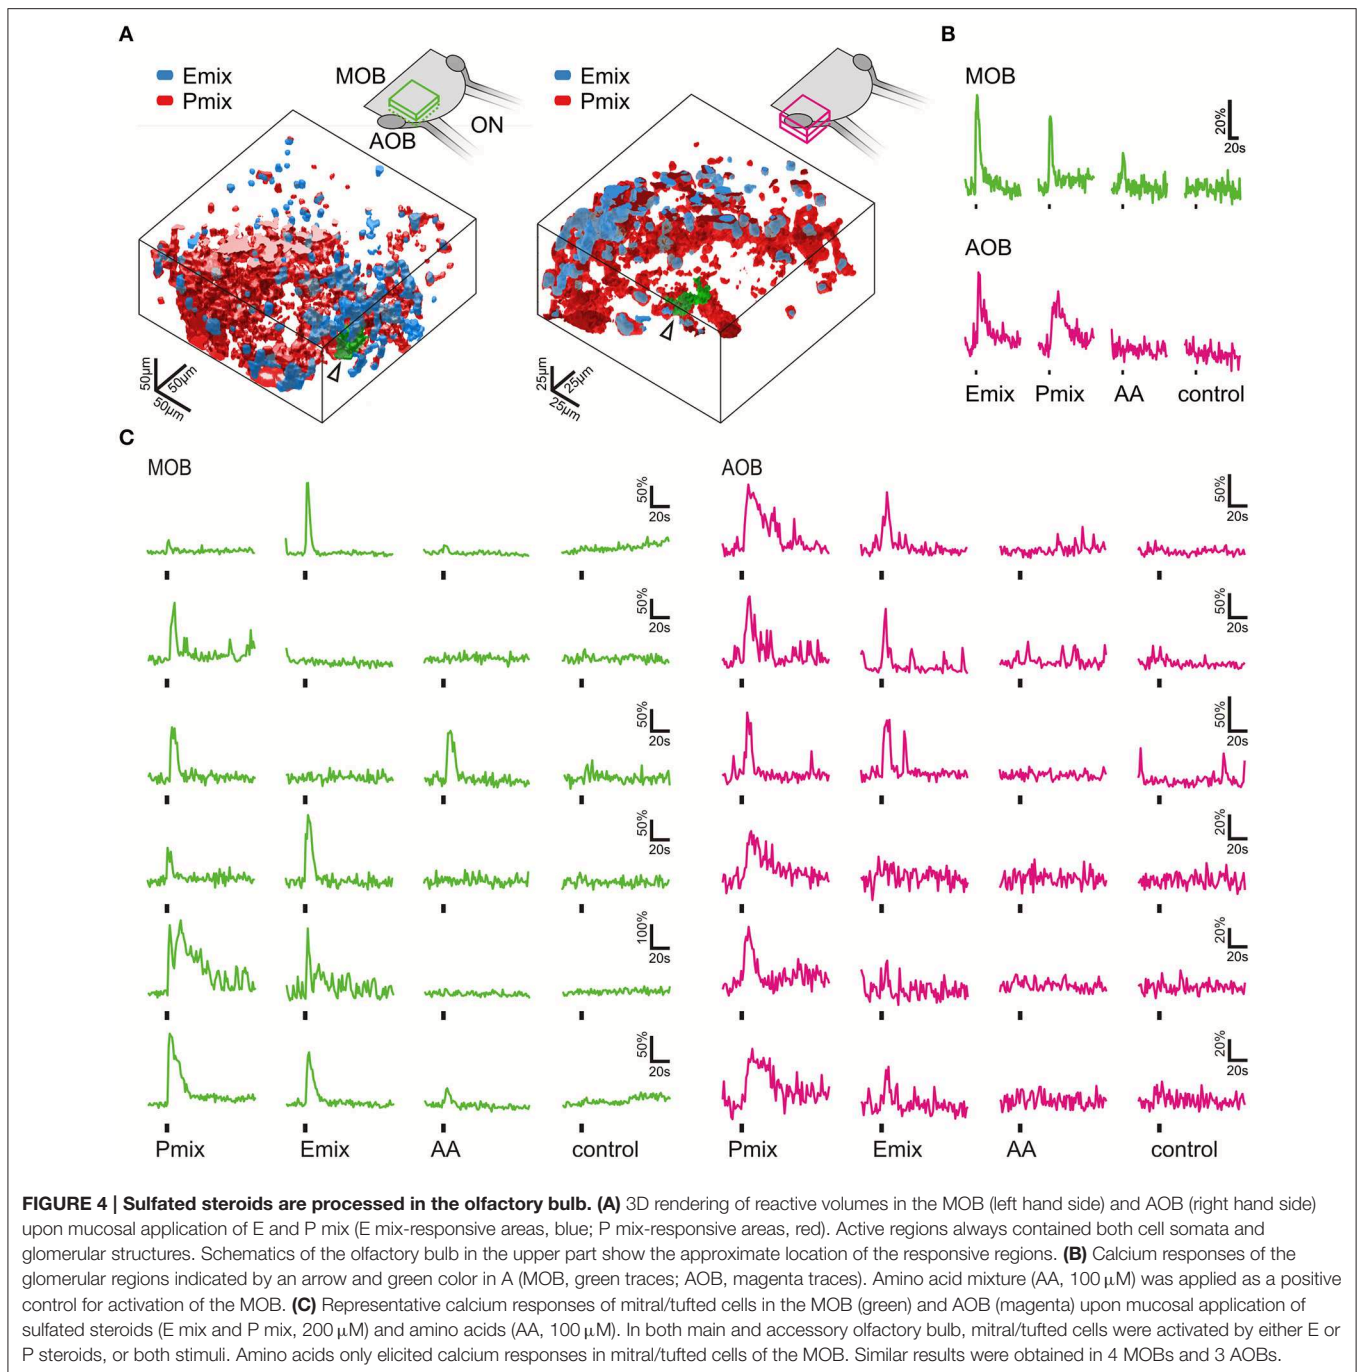 A
B
Emix
Pmix
MOB
AOB
ON
50µm
50µm
50µm
Emix
Pmix
25µm
25µm
25µm
MOB
20%
20s
AOB
Emix Pmix AA control
C
MOB
AOB
50%
20s
50%
20s
50%
20s
50%
20s
50%
20s
50%
20s
50%
20s
20%
20s
100%
20s
20%
20s
50%
20s
20%
20s
Pmix Emix AA control
Pmix Emix AA control
FIGURE 4 | Sulfated steroids are processed in the olfactory bulb. (A) 3D rendering of reactive volumes in the MOB (left hand side) and AOB (right hand side)
upon mucosal application of E and P mix (E mix-responsive areas, blue; P mix-responsive areas, red). Active regions always contained both cell somata and
glomerular structures. Schematics of the olfactory bulb in the upper part show the approximate location of the responsive regions. (B) Calcium responses of the
glomerular regions indicated by an arrow and green color in A (MOB, green traces; AOB, magenta traces). Amino acid mixture (AA, 100 µM) was applied as a positive
control for activation of the MOB. (C) Representative calcium responses of mitral/tufted cells in the MOB (green) and AOB (magenta) upon mucosal application of
sulfated steroids (E mix and P mix, 200 µM) and amino acids (AA, 100 µM). In both main and accessory olfactory bulb, mitral/tufted cells were activated by either E or
P steroids, or both stimuli. Amino acids only elicited calcium responses in mitral/tufted cells of the MOB. Similar results were obtained in 4 MOBs and 3 AOBs.